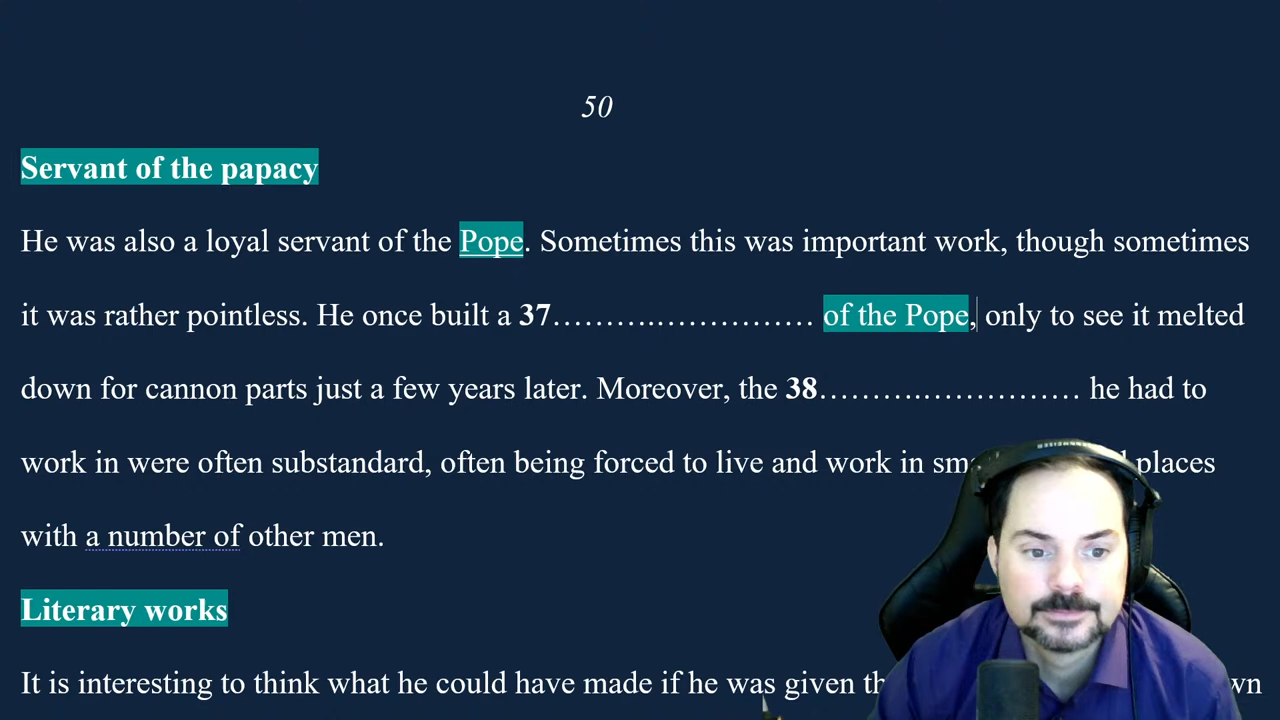 50
Servant of the papacy
He was also a loyal servant of the Pope. Sometimes this was important work, though sometimes
it was rather pointless. He once built a 37……….…………… of the Pope, only to see it melted
down for cannon parts just a few years later. Moreover, the 38……….…………… he had to
work in were often substandard, often being forced to live and work in places
with a number of other men.
Literary works
It is interesting to think what he could have made if he was given